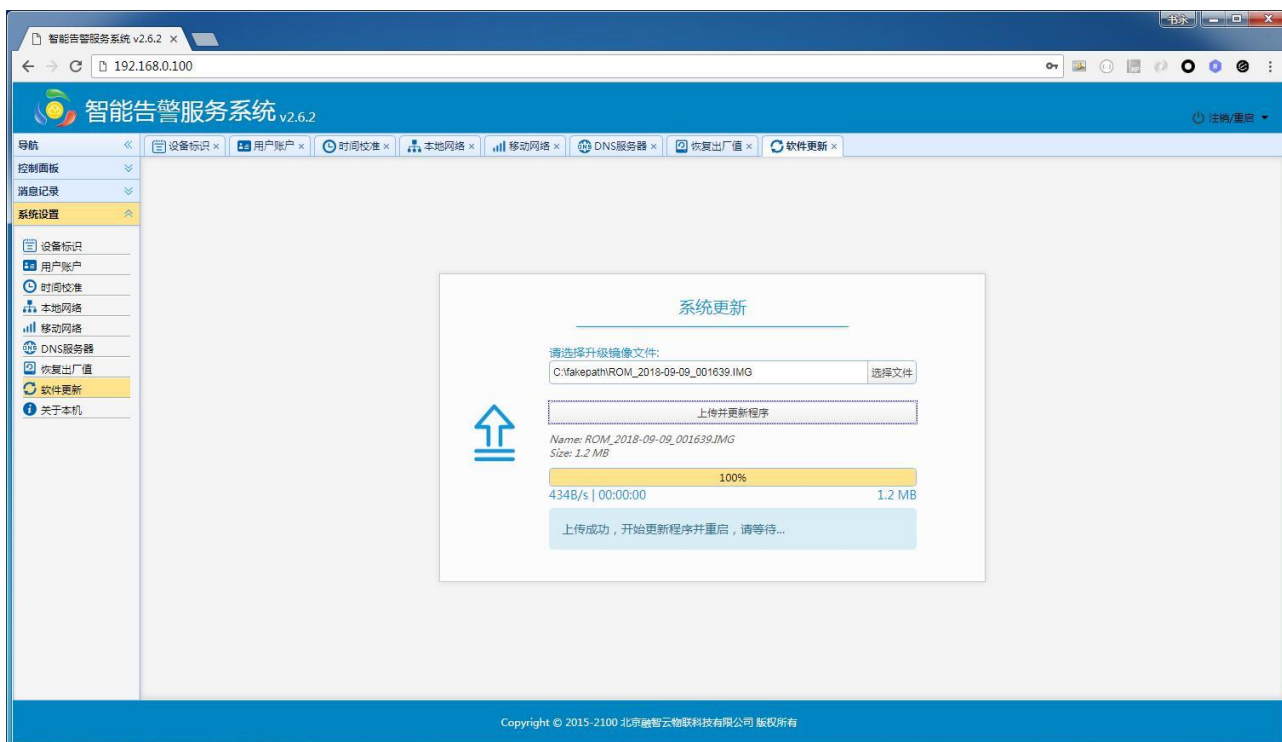 书永
智能告警服务系统 v2.6.2
192.168.0.100
智能告警服务系统 v2.6.2
注销/重启
导航
设备标识 用户账户 时间校准 本地网络 移动网络 DNS服务器 恢复出厂值 软件更新
控制面板
消息记录
系统设置
设备标识
用户账户
时间校准
本地网络
移动网络
DNS服务器
恢复出厂值
软件更新
关于本机
系统更新
请选择升级镜像文件:
C:\fakepath\ROM_2018-09-09_001639.IMG 选择文件
上传并更新程序
Name: ROM_2018-09-09_001639.IMG
Size: 1.2 MB
100%
434B/s | 00:00:00 1.2 MB
上传成功，开始更新程序并重启，请等待...
Copyright © 2015-2100 北京融智云物联科技有限公司 版权所有